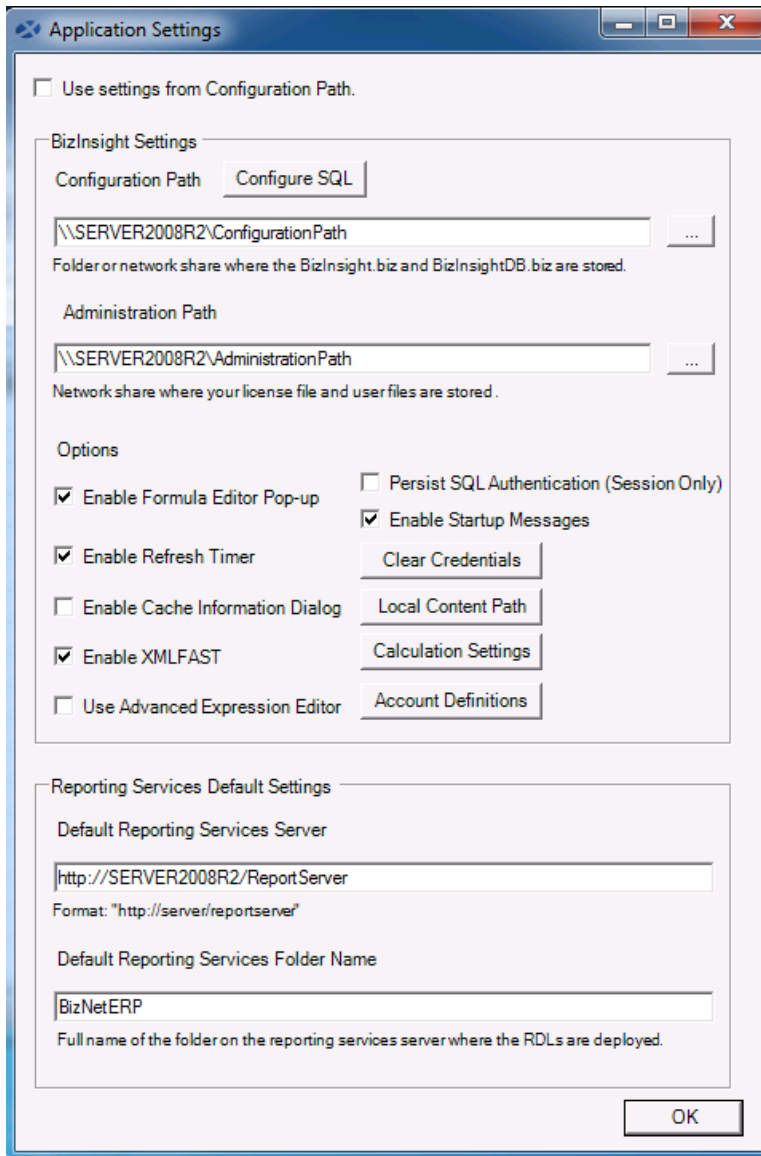 Application Settings
Use settings from Configuration Path.
BizInsight Settings
Configuration Path
Configure SQL
\\SERVER2008R2\ConfigurationPath
...
Folder or network share where the BizInsight.biz and BizInsightDB.biz are stored.
Administration Path
\\SERVER2008R2\AdministrationPath
...
Network share where your license file and user files are stored .
Options
Enable Formula Editor Pop-up
Persist SQL Authentication (Session Only)
Enable Startup Messages
Enable Refresh Timer
Clear Credentials
Enable Cache Information Dialog
Local Content Path
Enable XMLFAST
Calculation Settings
Use Advanced Expression Editor
Account Definitions
Reporting Services Default Settings
Default Reporting Services Server
http://SERVER2008R2/ReportServer
Format: "http://server/reportserver"
Default Reporting Services Folder Name
BizNetERP
Full name of the folder on the reporting services server where the RDLs are deployed.
OK